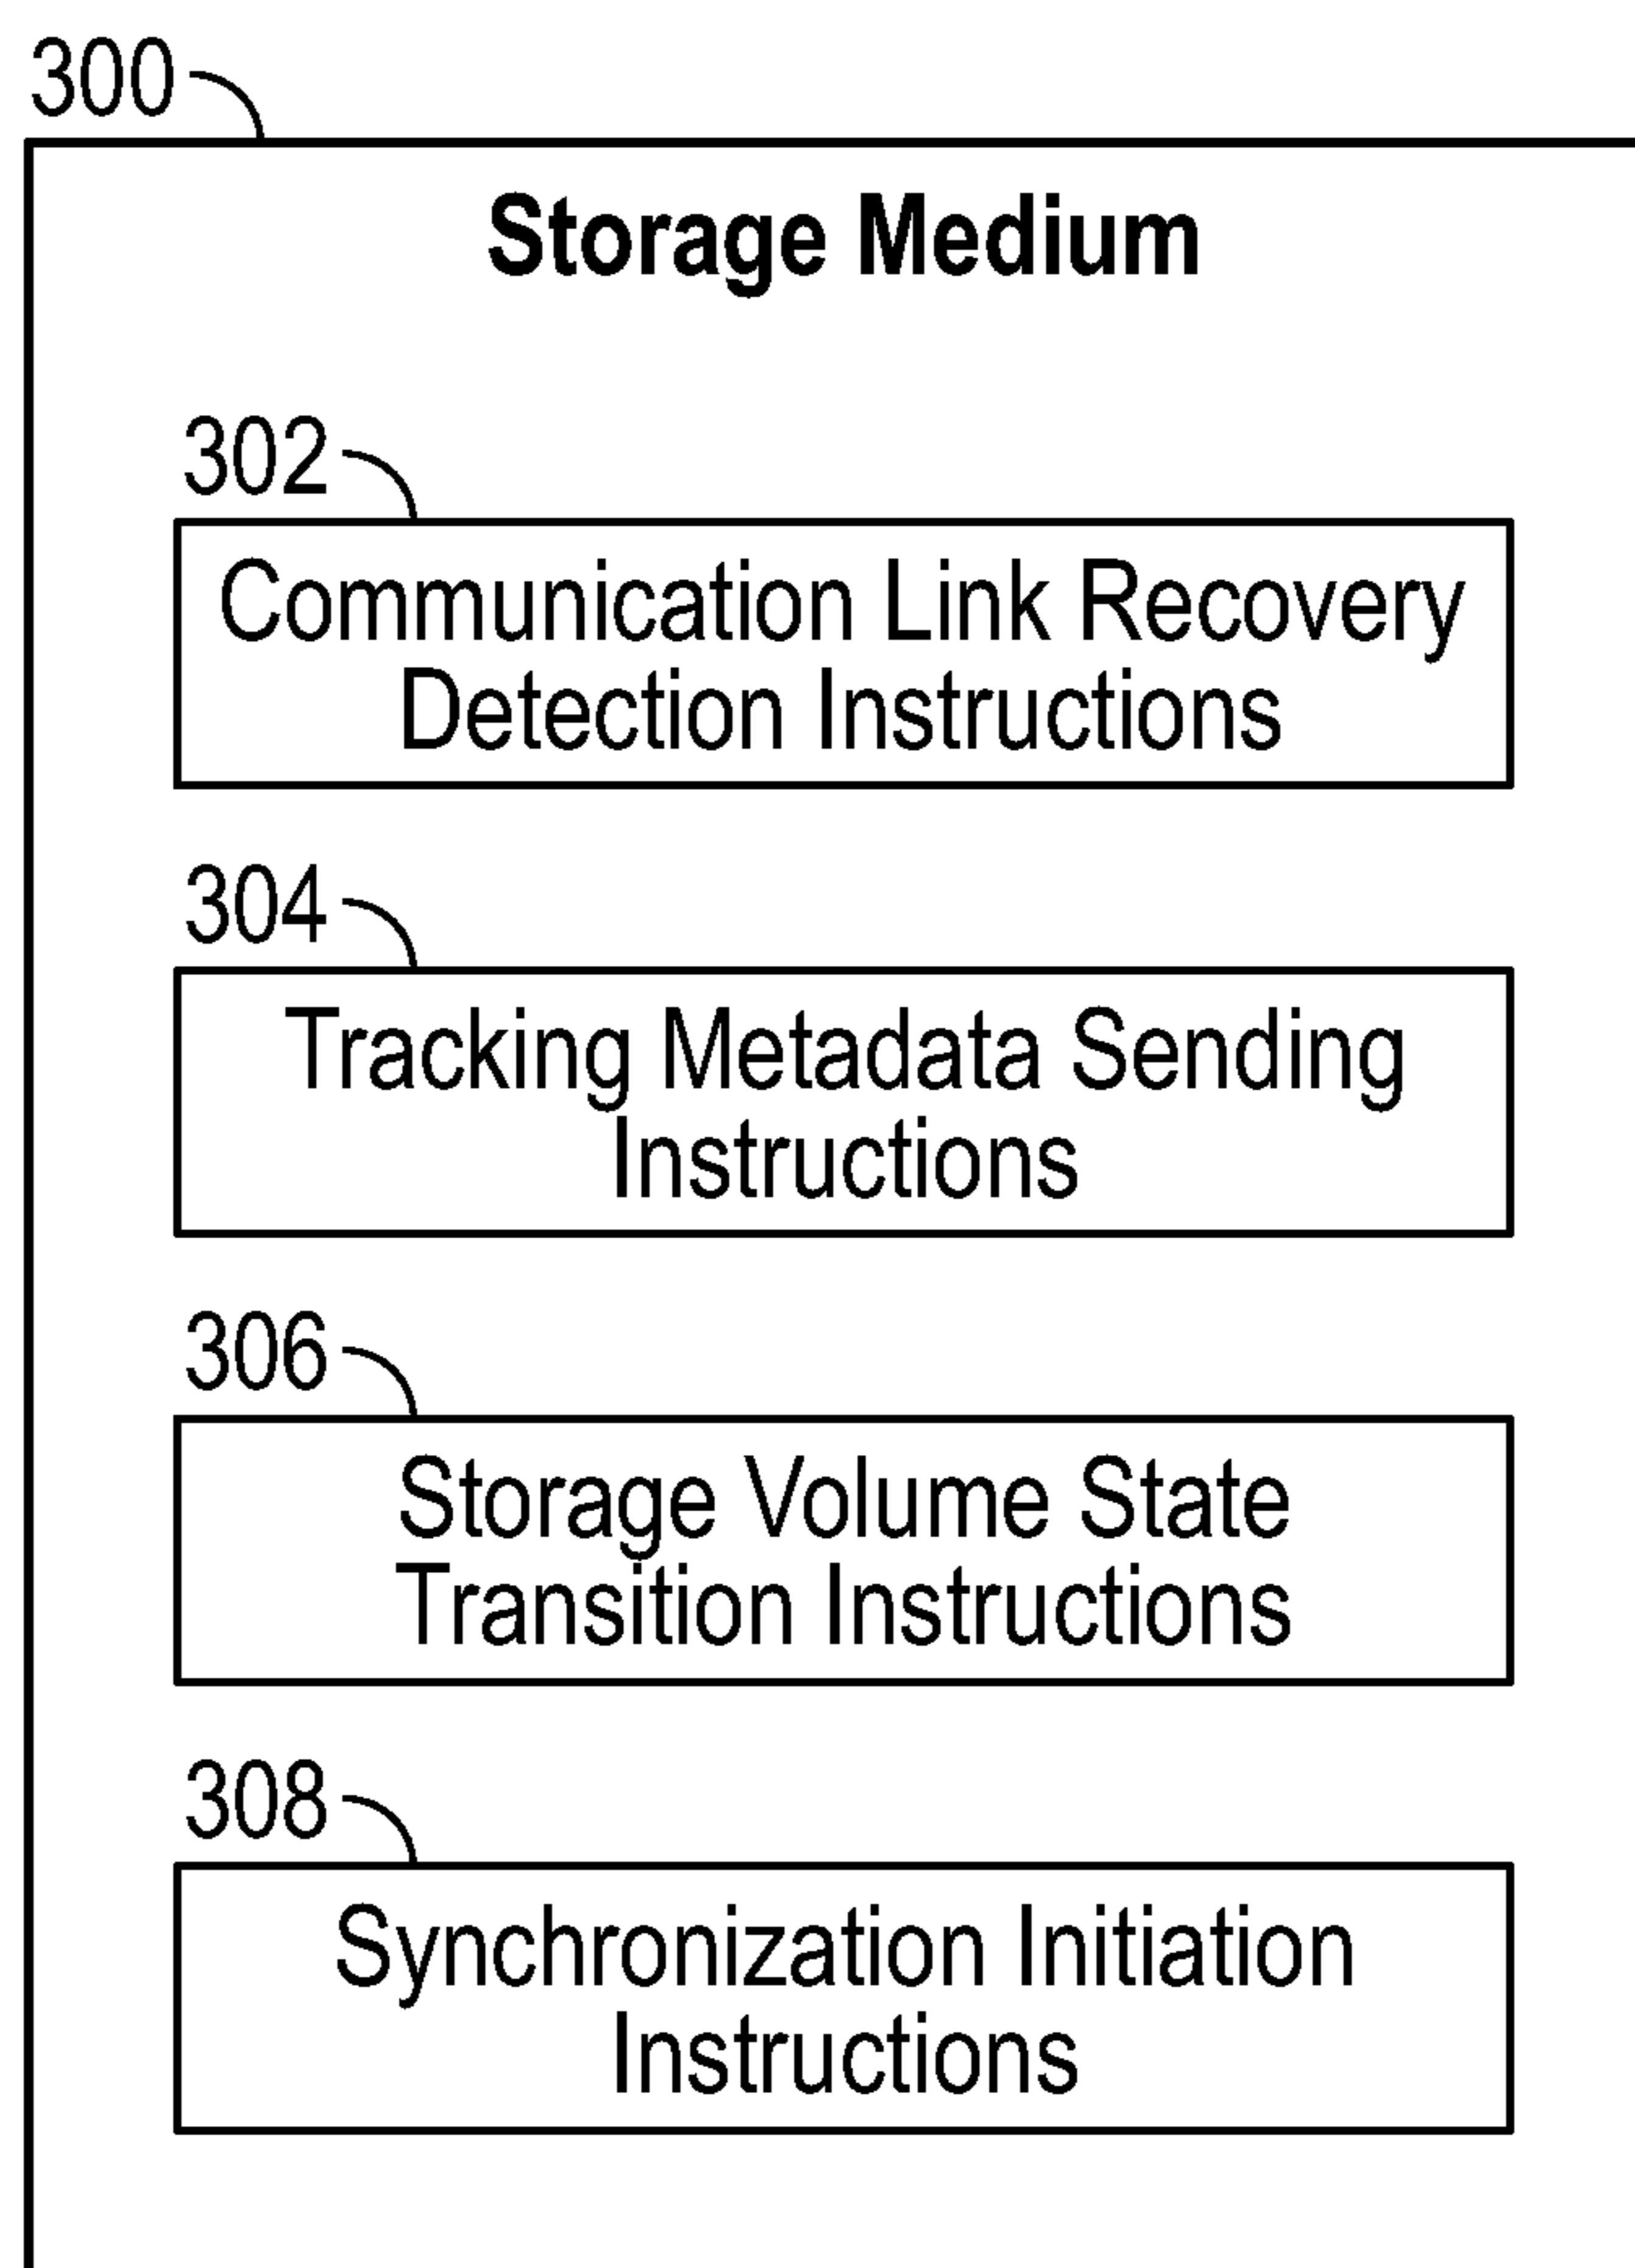 300
Storage Medium
302
Communication Link Recovery
Detection Instructions
304
Tracking Metadata Sending
Instructions
306
Storage Volume State
Transition Instructions
308
Synchronization Initiation
Instructions